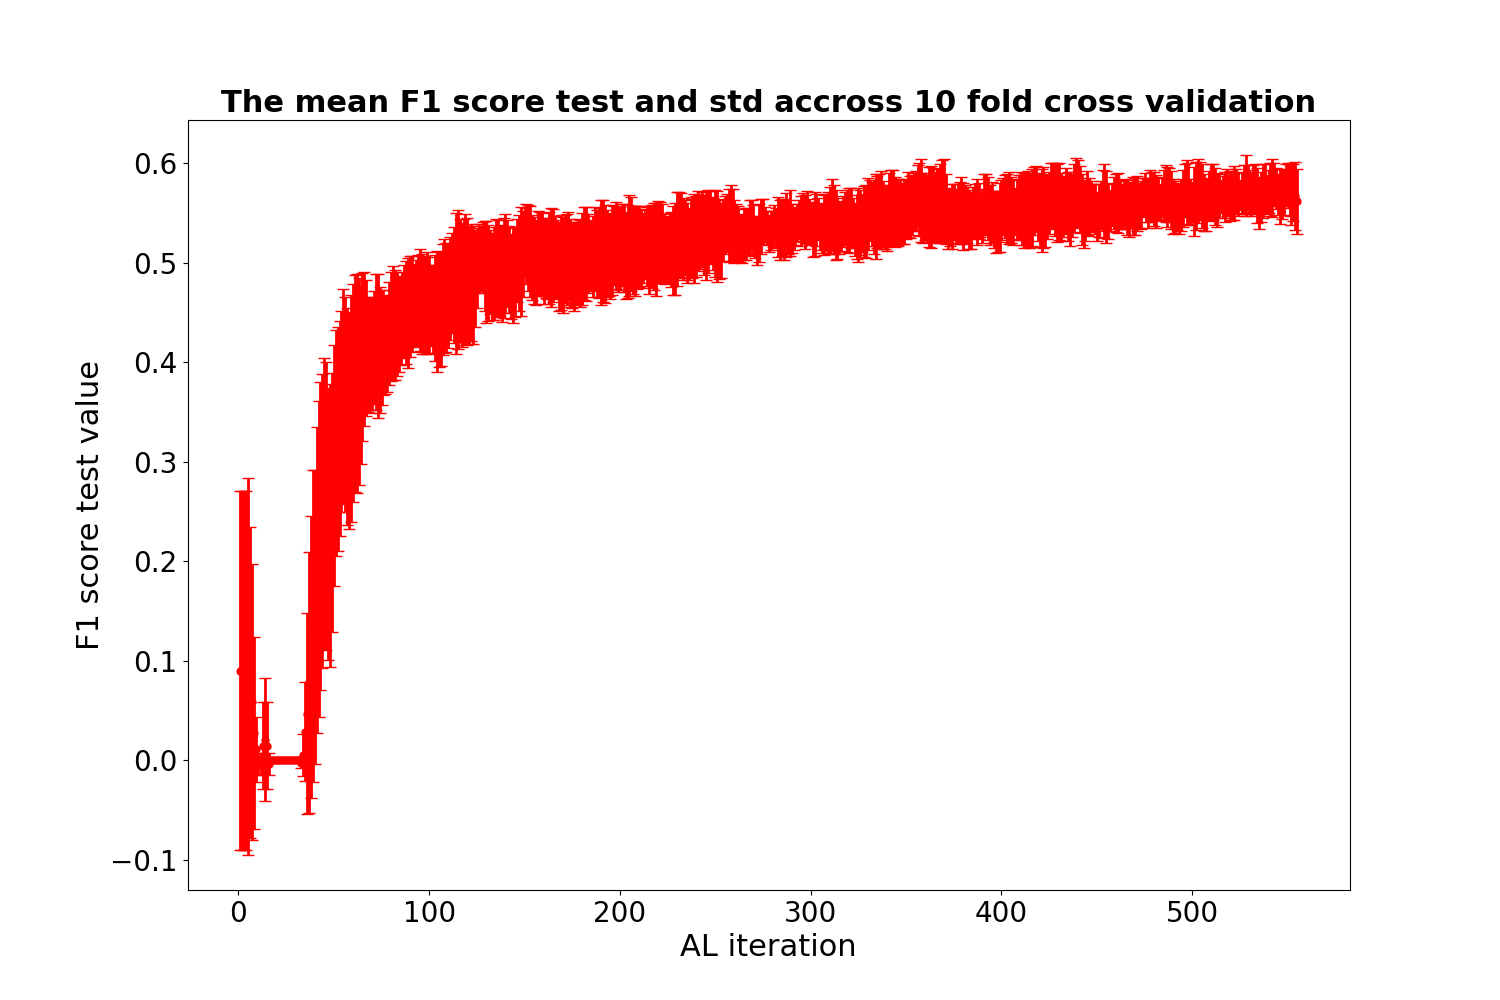 The mean F1 score test and std accross 10 fold cross validation
0.6
0.5
0.4
0.3
0.2
0.1
0.0
−0.1
F1 score test value
0 100 200 300 400 500
AL iteration